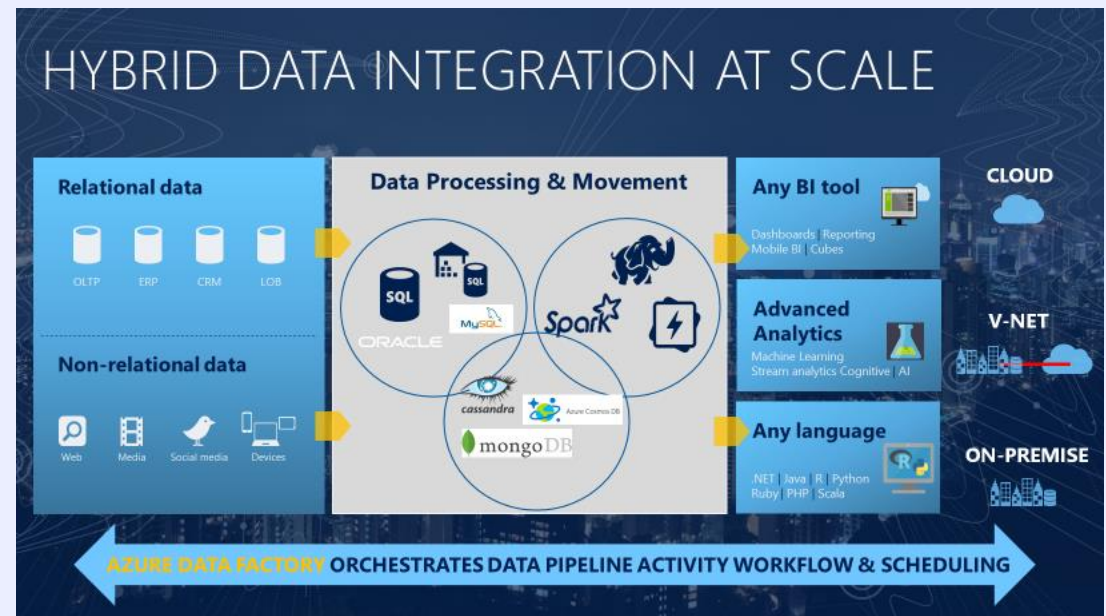 HYBRID DATA INTEGRATION AT SCALE
Relational data
OLTP
ERP
CRM
LOB
Non-relational data
Web
Media
Social media
Devices
Data Processing & Movement
SQL
SQL
MySQL
ORACLE
Spark
cassandra
Azure Cosmos DB
mongoDB
Any BI tool
Dashboards | Reporting
Mobile BI | Cubes
Advanced
Analytics
Machine Learning
Stream analytics Cognitive | AI
Any language
.NET | Java | R | Python
Ruby | PHP | Scala
R
CLOUD
V-NET
ON-PREMISE
AZURE DATA FACTORY ORCHESTRATES DATA PIPELINE ACTIVITY WORKFLOW & SCHEDULING